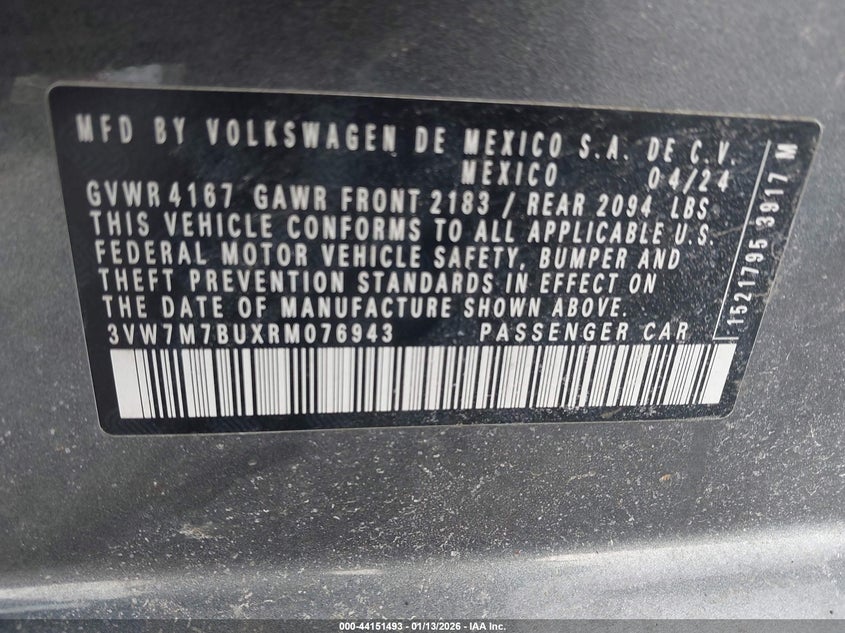 MFD BY VOLKSWAGEN DE MEXICO S.A. DE C.V.
MEXICO 04/24
GVWR 4167 GAWR FRONT 2183 / REAR 2094 LBS
THIS VEHICLE CONFORMS TO ALL APPLICABLE U.S.
FEDERAL MOTOR VEHICLE SAFETY, BUMPER AND
THEFT PREVENTION STANDARDS IN EFFECT ON
THE DATE OF MANUFACTURE SHOWN ABOVE.
3VW7M7BUXRM076943 PASSENGER CAR
1521795 3917 M
000-44151493 - 01/13/2026 - IAA Inc.